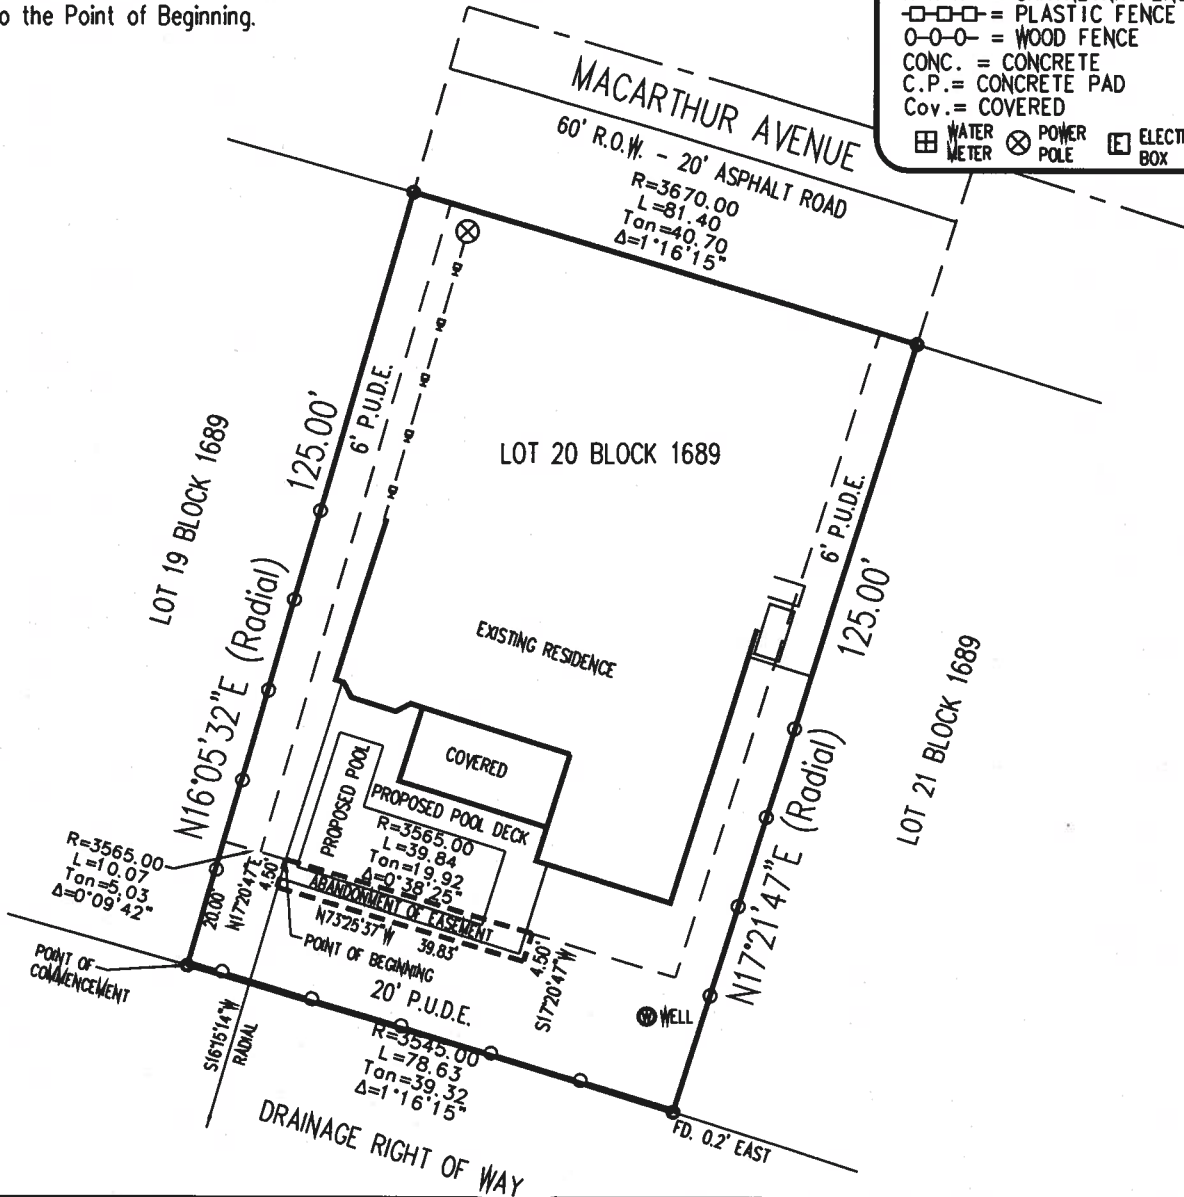 o the Point of Beginning.
= PLASTIC FENCE
= WOOD FENCE
CONC. = CONCRETE
C.P.= CONCRETE PAD
Cov.= COVERED
WATER METER
POWER POLE
E
BOX
MACARTHUR AVENUE
60' R.O.W. - 20' ASPHALT ROAD
R=3670.00
L=81.40
Tan=40.70
Δ=1°16'15"
6' P.U.D.E.
125.00'
LOT 19 BLOCK 1689
N16°05'32"E (Radial)
LOT 20 BLOCK 1689
6' P.U.D.E.
125.00'
LOT 21 BLOCK 1689
N17°21'47"E (Radial)
EXISTING RESIDENCE
COVERED
PROPOSED POOL
PROPOSED POOL DECK
R=3565.00
L=39.84
Tan=19.92
Δ=0°38'25"
ABANDONMENT OF EASEMENT
R=3565.00
L=10.07
Tan=5.03
Δ=0°09'42"
20.00'
N17°20'47"E
4.50'
N73°25'37"W
39.83'
4.50'
S17°20'47"W
POINT OF BEGINNING
POINT OF
COMMENCEMENT
20' P.U.D.E.
W WELL
S16°15'14"W
RADIAL
R=3545.00
L=78.63
Tan=39.32
Δ=1°16'15"
FD. 0.2' EAST
DRAINAGE RIGHT OF WAY